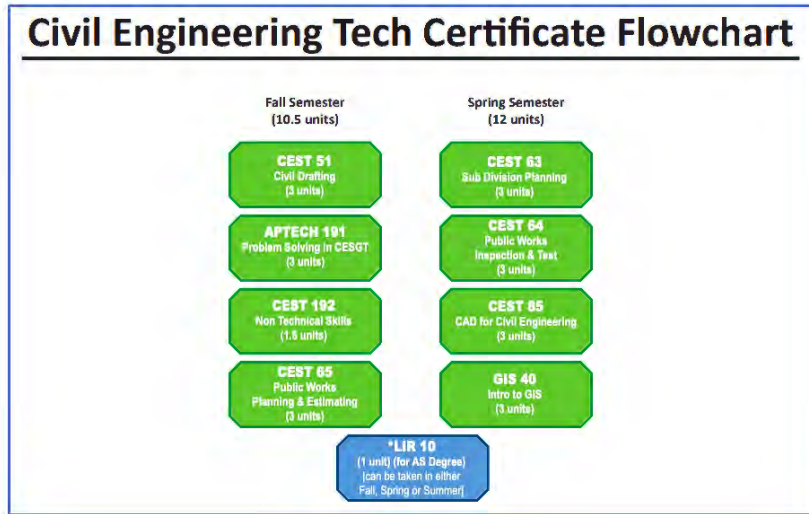 Civil Engineering Tech Certificate Flowchart
Fall Semester
(10.5 units)
CEST 51
Civil Drafting
(3 units)
APTECH 191
Problem Solving in CESGT
(3 units)
CEST 192
Non Technical Skills
(1.5 units)
CEST 65
Public Works
Planning & Estimating
(3 units)
Spring Semester
(12 units)
CEST 63
Sub Division Planning
(3 units)
CEST 64
Public Works
Inspection & Test
(3 units)
CEST 85
CAD for Civil Engineering
(3 units)
GIS 40
Intro to GIS
(3 units)
*LIR 10
(1 unit) (for AS Degree)
[can be taken in either
Fall, Spring or Summer]